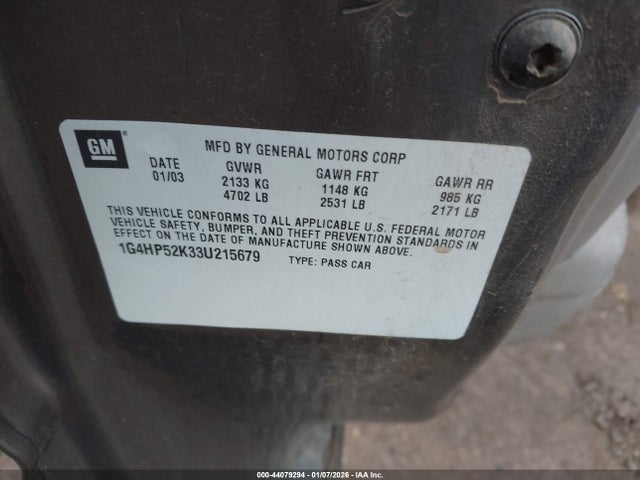 GM
MFD BY GENERAL MOTORS CORP
DATE GVWR GAWR FRT GAWR RR
01/03 2133 KG 1148 KG 985 KG
4702 LB 2531 LB 2171 LB
THIS VEHICLE CONFORMS TO ALL APPLICABLE U.S. FEDERAL MOTOR
VEHICLE SAFETY, BUMPER, AND THEFT PREVENTION STANDARDS IN
EFFECT ON THE DATE OF MANUFACTURE SHOWN ABOVE.
1G4HP52K33U215679 TYPE: PASS CAR
000-44079294 - 01/07/2026 - IAA Inc.